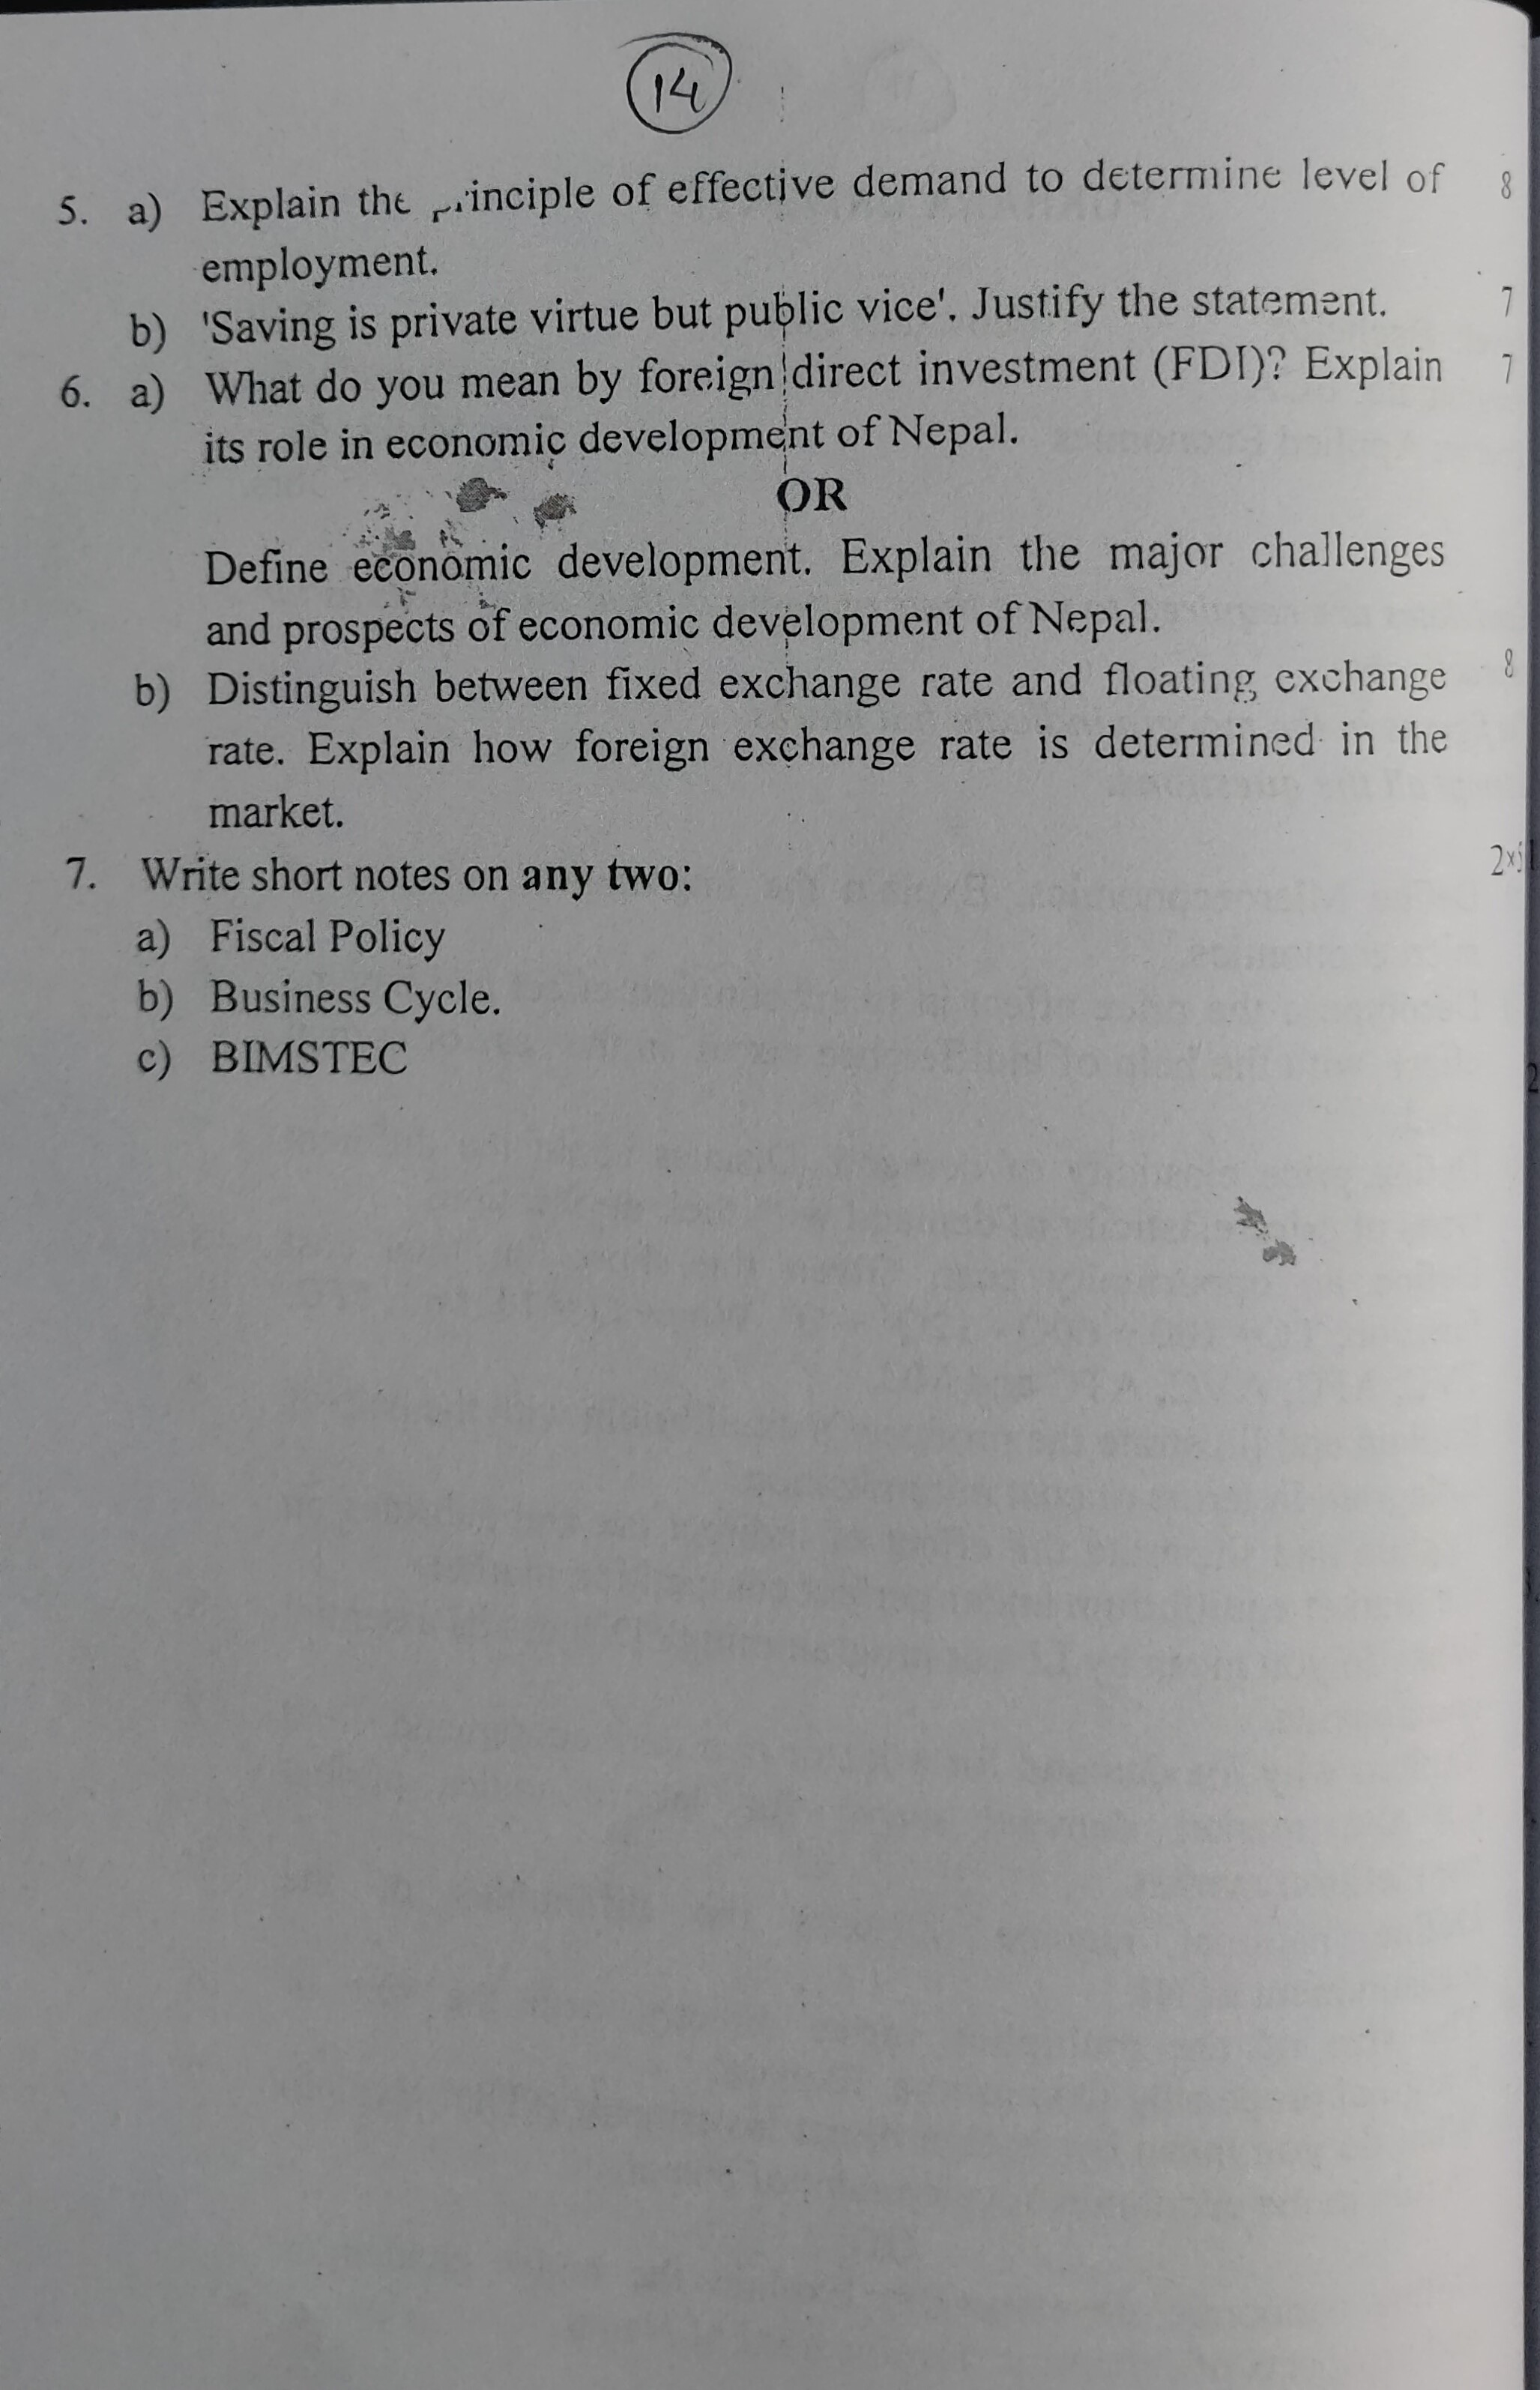 14
5. a) Explain the inciple of effective demand to determine level of 8
employment.
b) 'Saving is private virtue but public vice'. Justify the statement. 7
6. a) What do you mean by foreign direct investment (FDI)? Explain 7
its role in economic development of Nepal.
OR
Define economic development. Explain the major challenges
and prospects of economic development of Nepal.
b) Distinguish between fixed exchange rate and floating exchange 8
rate. Explain how foreign exchange rate is determined in the
market.
7. Write short notes on any two: 2×
a) Fiscal Policy
b) Business Cycle.
c) BIMSTEC